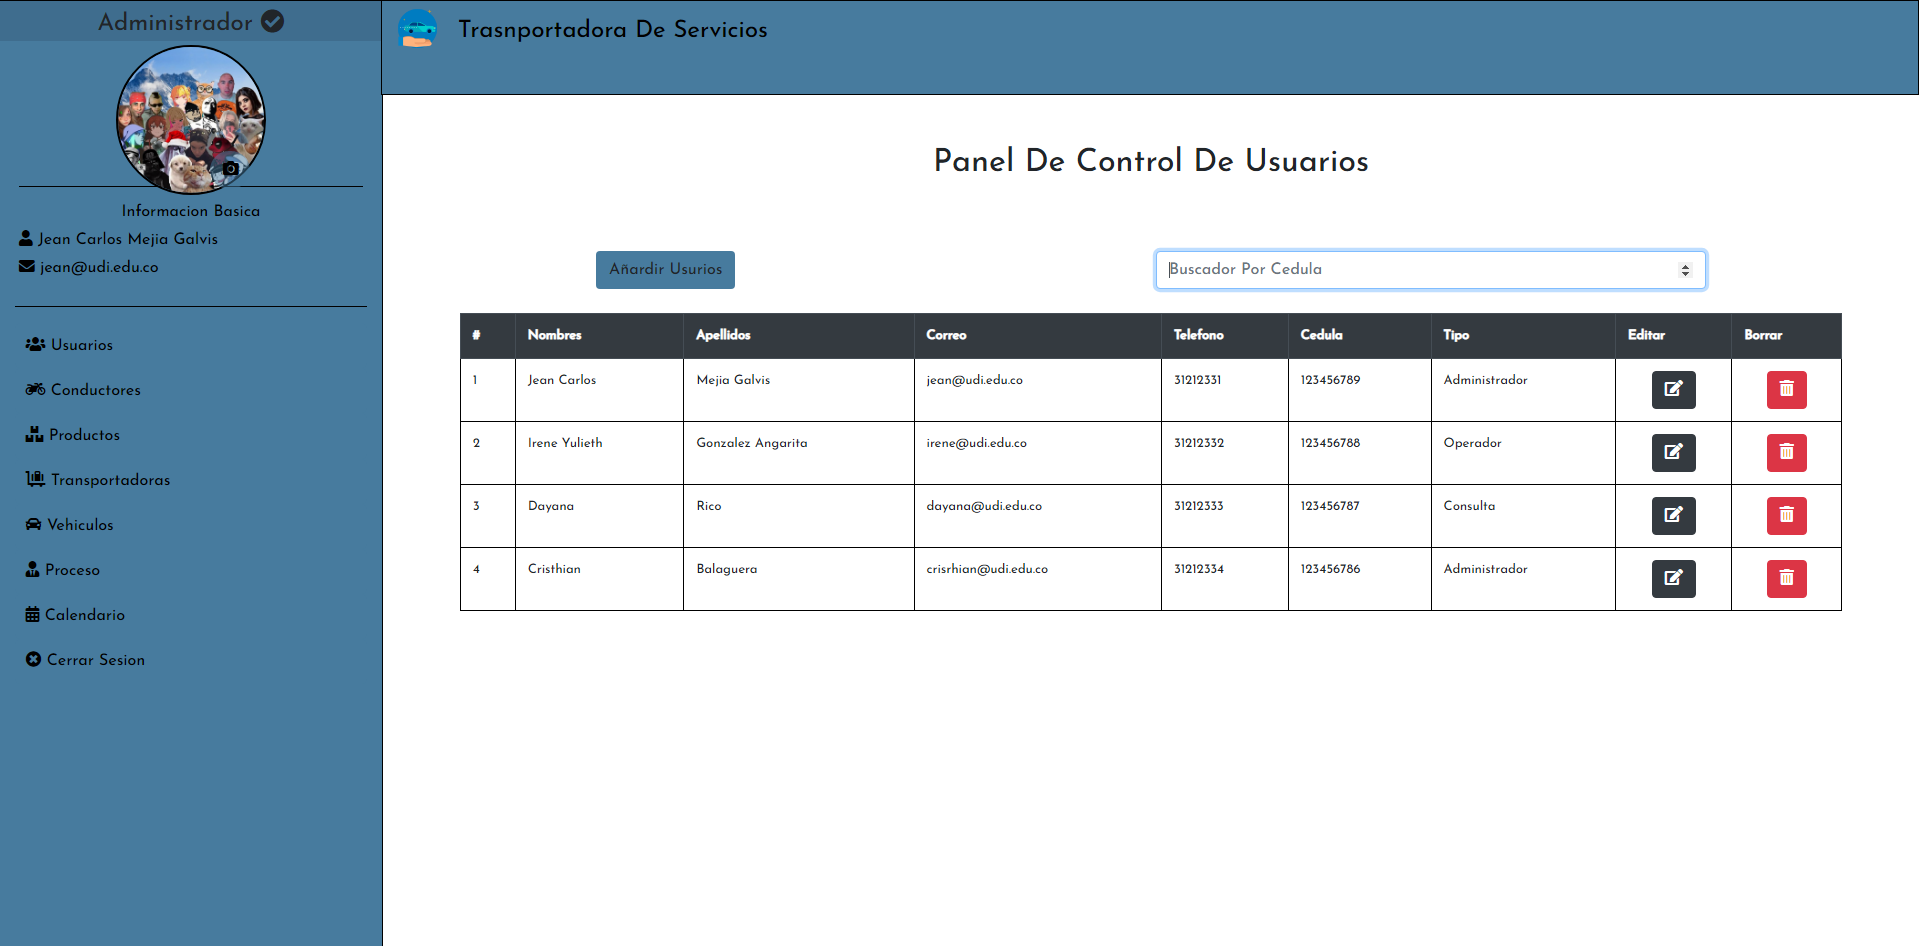 Administrador
Informacion Basica
Jean Carlos Mejia Galvis
jean@udi.edu.co
Usuarios
Conductores
Productos
Transportadoras
Vehiculos
Proceso
Calendario
Cerrar Sesion
Trasnportadora De Servicios
Panel De Control De Usuarios
Añardir Usurios
Buscador Por Cedula
# Nombres Apellidos Correo Telefono Cedula Tipo Editar Borrar
1 Jean Carlos Mejia Galvis jean@udi.edu.co 31212331 123456789 Administrador
2 Irene Yulieth Gonzalez Angarita irene@udi.edu.co 31212332 123456788 Operador
3 Dayana Rico dayana@udi.edu.co 31212333 123456787 Consulta
4 Cristhian Balaguera crisrhian@udi.edu.co 31212334 123456786 Administrador